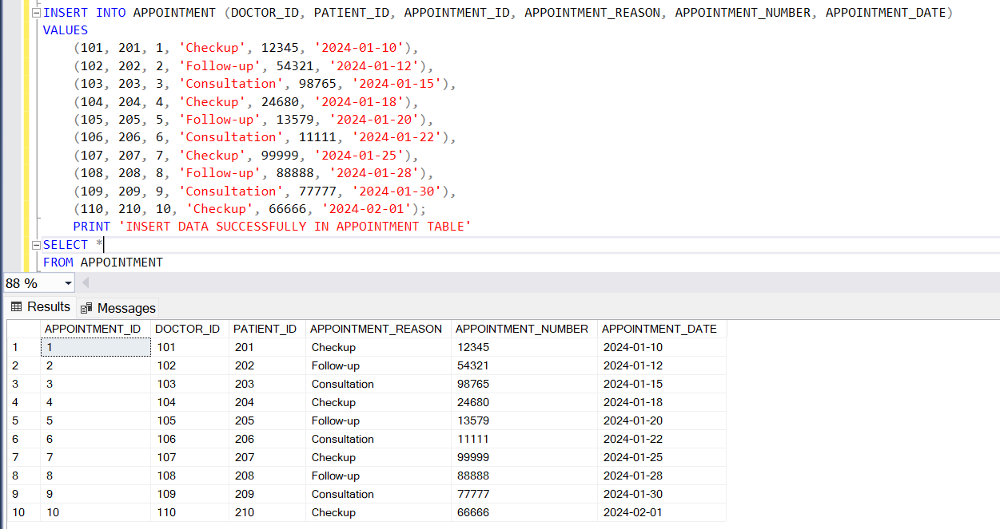 INSERT INTO APPOINTMENT (DOCTOR_ID, PATIENT_ID, APPOINTMENT_ID, APPOINTMENT_REASON, APPOINTMENT_NUMBER, APPOINTMENT_DATE)
VALUES
(101, 201, 1, 'Checkup', 12345, '2024-01-10'),
(102, 202, 2, 'Follow-up', 54321, '2024-01-12'),
(103, 203, 3, 'Consultation', 98765, '2024-01-15'),
(104, 204, 4, 'Checkup', 24680, '2024-01-18'),
(105, 205, 5, 'Follow-up', 13579, '2024-01-20'),
(106, 206, 6, 'Consultation', 11111, '2024-01-22'),
(107, 207, 7, 'Checkup', 99999, '2024-01-25'),
(108, 208, 8, 'Follow-up', 88888, '2024-01-28'),
(109, 209, 9, 'Consultation', 77777, '2024-01-30'),
(110, 210, 10, 'Checkup', 66666, '2024-02-01');
PRINT 'INSERT DATA SUCCESSFULLY IN APPOINTMENT TABLE'
SELECT *
FROM APPOINTMENT
88 %
Results Messages
APPOINTMENT_ID DOCTOR_ID PATIENT_ID APPOINTMENT_REASON APPOINTMENT_NUMBER APPOINTMENT_DATE
1 1 101 201 Checkup 12345 2024-01-10
2 2 102 202 Follow-up 54321 2024-01-12
3 3 103 203 Consultation 98765 2024-01-15
4 4 104 204 Checkup 24680 2024-01-18
5 5 105 205 Follow-up 13579 2024-01-20
6 6 106 206 Consultation 11111 2024-01-22
7 7 107 207 Checkup 99999 2024-01-25
8 8 108 208 Follow-up 88888 2024-01-28
9 9 109 209 Consultation 77777 2024-01-30
10 10 110 210 Checkup 66666 2024-02-01